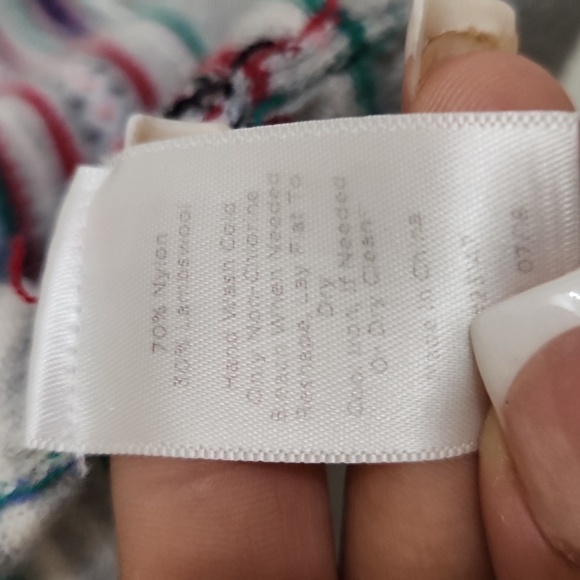 70% Nylon
30% Lambswool
Hand Wash Cold
Only Non-Chlorine
Bleach When Needed
Reshape, Lay Flat To
Dry
Cool Iron, If Needed
Or Dry Clean
Made In China
07/18